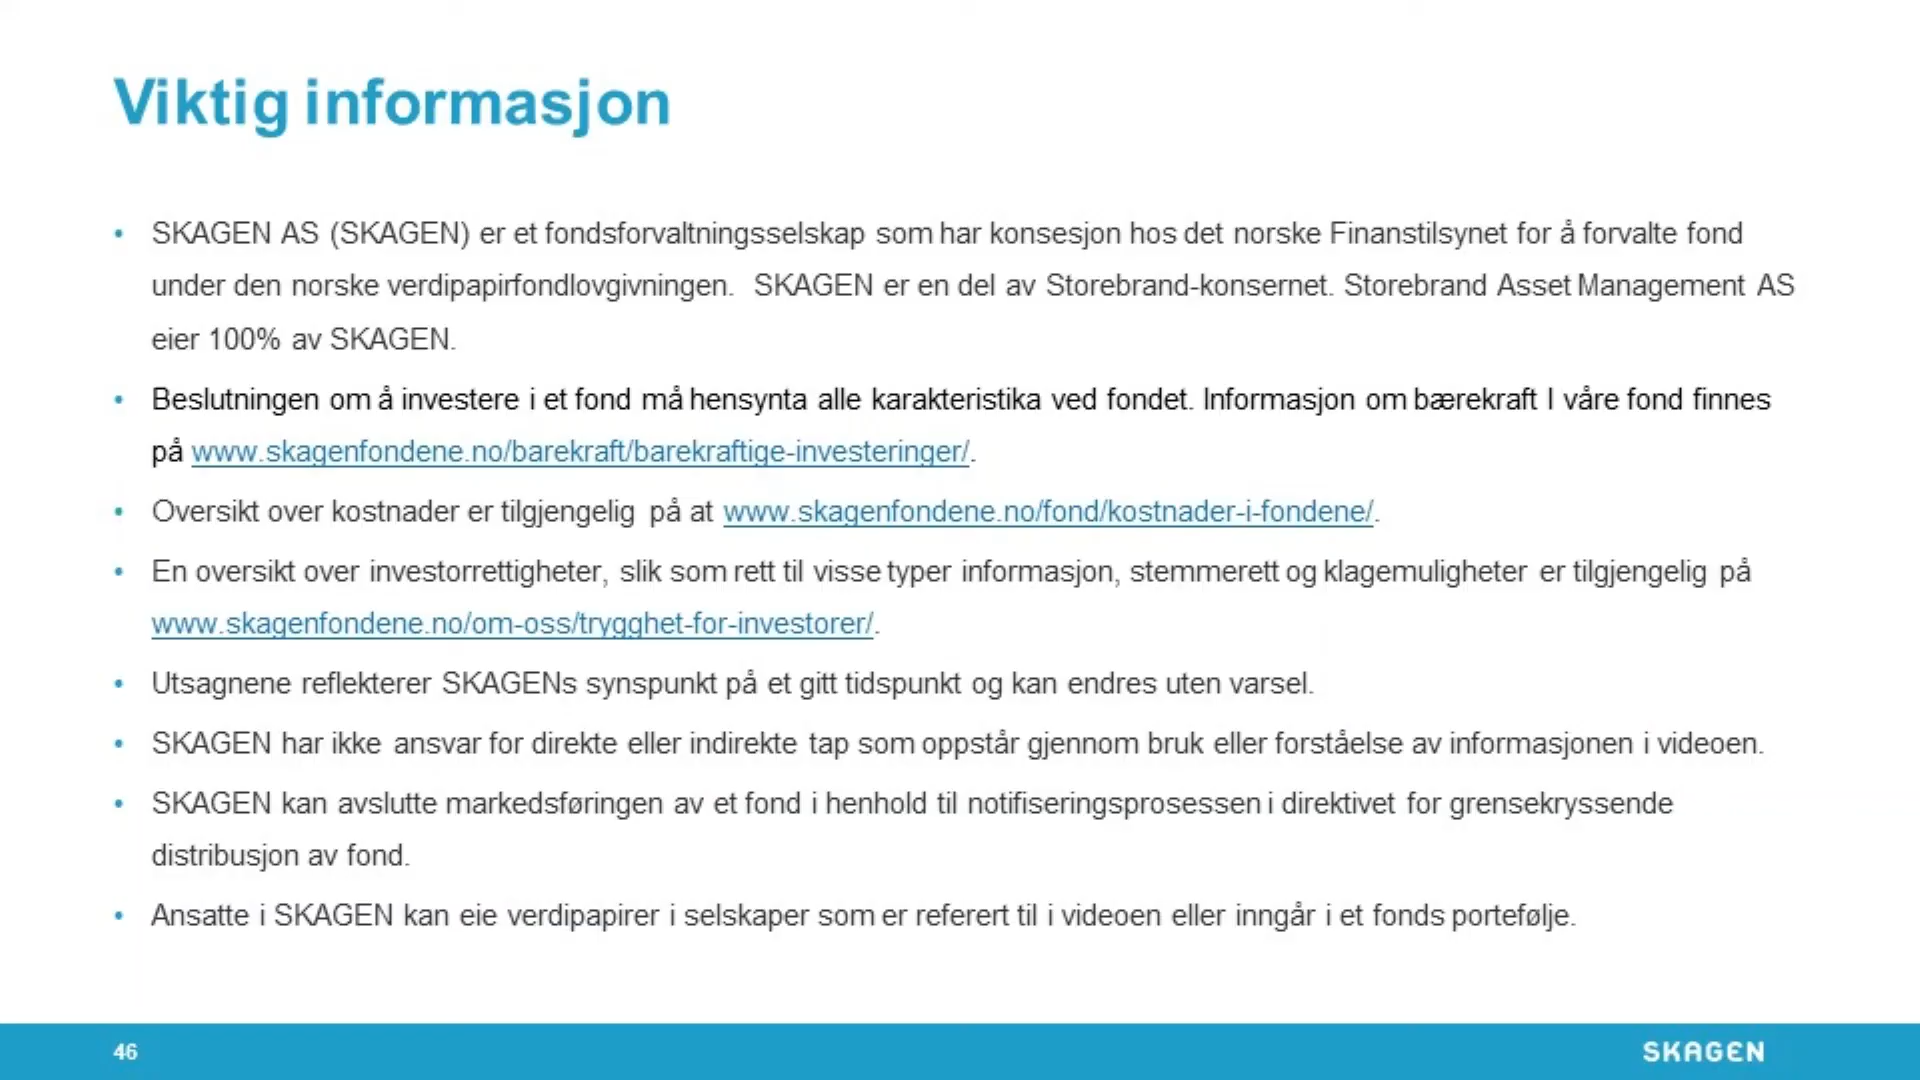 Viktig informasjon
• SKAGEN AS (SKAGEN) er et fondsforvaltningsselskap som har konsesjon hos det norske Finanstilsynet for å forvalte fond
under den norske verdipapirfondlovgivningen. SKAGEN er en del av Storebrand-konsernet. Storebrand Asset Management AS
eier 100% av SKAGEN.
• Beslutningen om å investere i et fond må hensynta alle karakteristika ved fondet. Informasjon om bærekraft I våre fond finnes
på www.skagenfondene.no/barekraft/barekraftige-investeringer/.
• Oversikt over kostnader er tilgjengelig på at www.skagenfondene.no/fond/kostnader-i-fondene/.
• En oversikt over investorrettigheter, slik som rett til visse typer informasjon, stemmerett og klagemuligheter er tilgjengelig på
www.skagenfondene.no/om-oss/trygghet-for-investorer/.
• Utsagnene reflekterer SKAGENs synspunkt på et gitt tidspunkt og kan endres uten varsel.
• SKAGEN har ikke ansvar for direkte eller indirekte tap som oppstår gjennom bruk eller forståelse av informasjonen i videoen.
• SKAGEN kan avslutte markedsføringen av et fond i henhold til notifiseringsprosessen i direktivet for grensekryssende
distribusjon av fond.
• Ansatte i SKAGEN kan eie verdipapirer i selskaper som er referert til i videoen eller inngår i et fonds portefølje.
46
SKAGEN